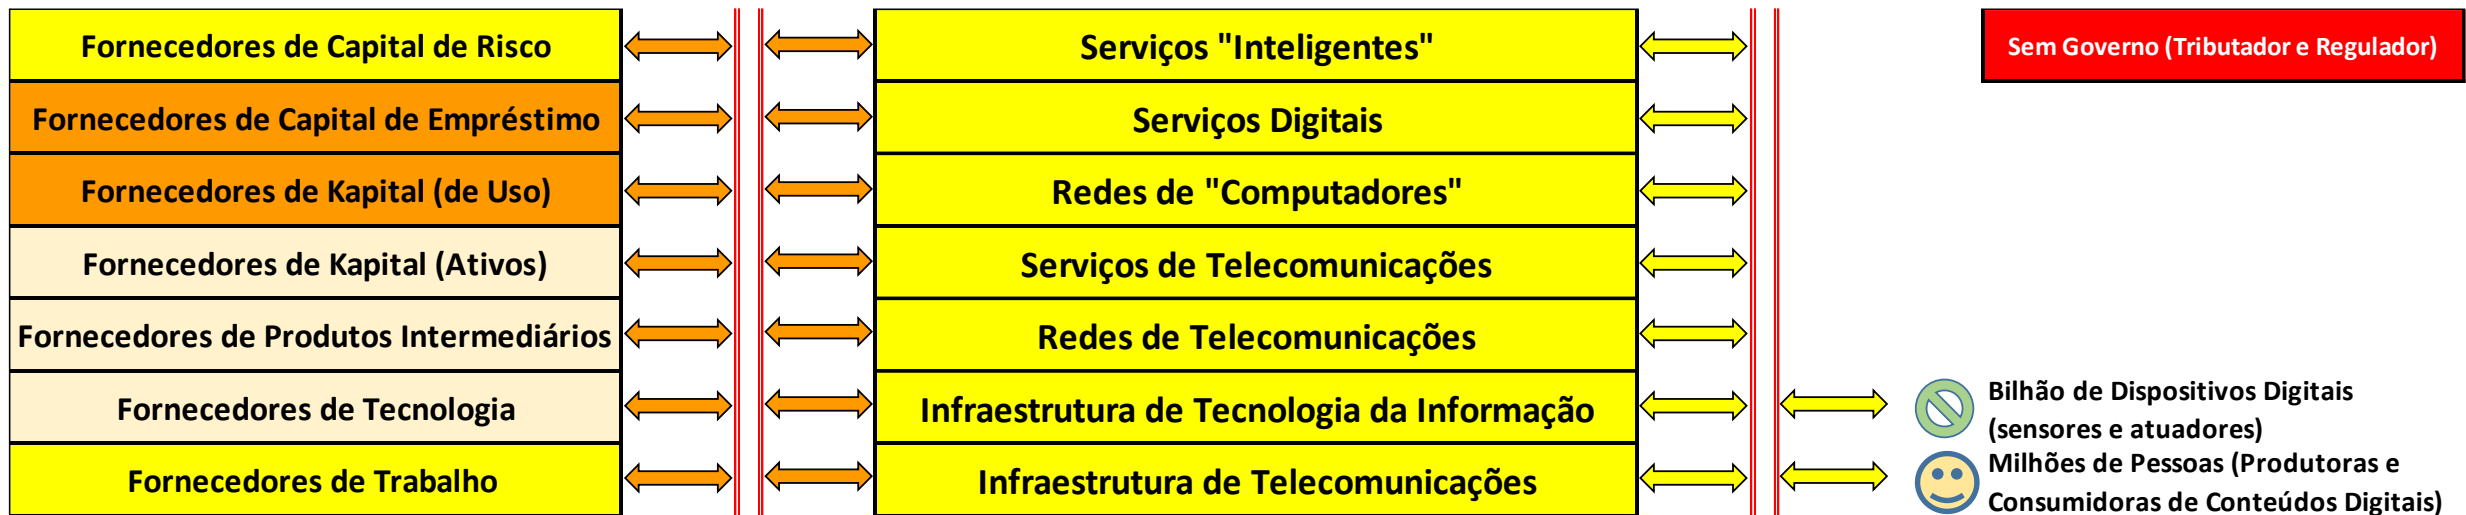 Fornecedores de Capital de Risco
Fornecedores de Capital de Empréstimo
Fornecedores de Kapital (de Uso)
Fornecedores de Kapital (Ativos)
Fornecedores de Produtos Intermediários
Fornecedores de Tecnologia
Fornecedores de Trabalho
Serviços "Inteligentes"
Serviços Digitais
Redes de "Computadores"
Serviços de Telecomunicações
Redes de Telecomunicações
Infraestrutura de Tecnologia da Informação
Infraestrutura de Telecomunicações
Sem Governo (Tributador e Regulador)
Bilhão de Dispositivos Digitais
(sensores e atuadores)
Milhões de Pessoas (Produtoras e
Consumidoras de Conteúdos Digitais)